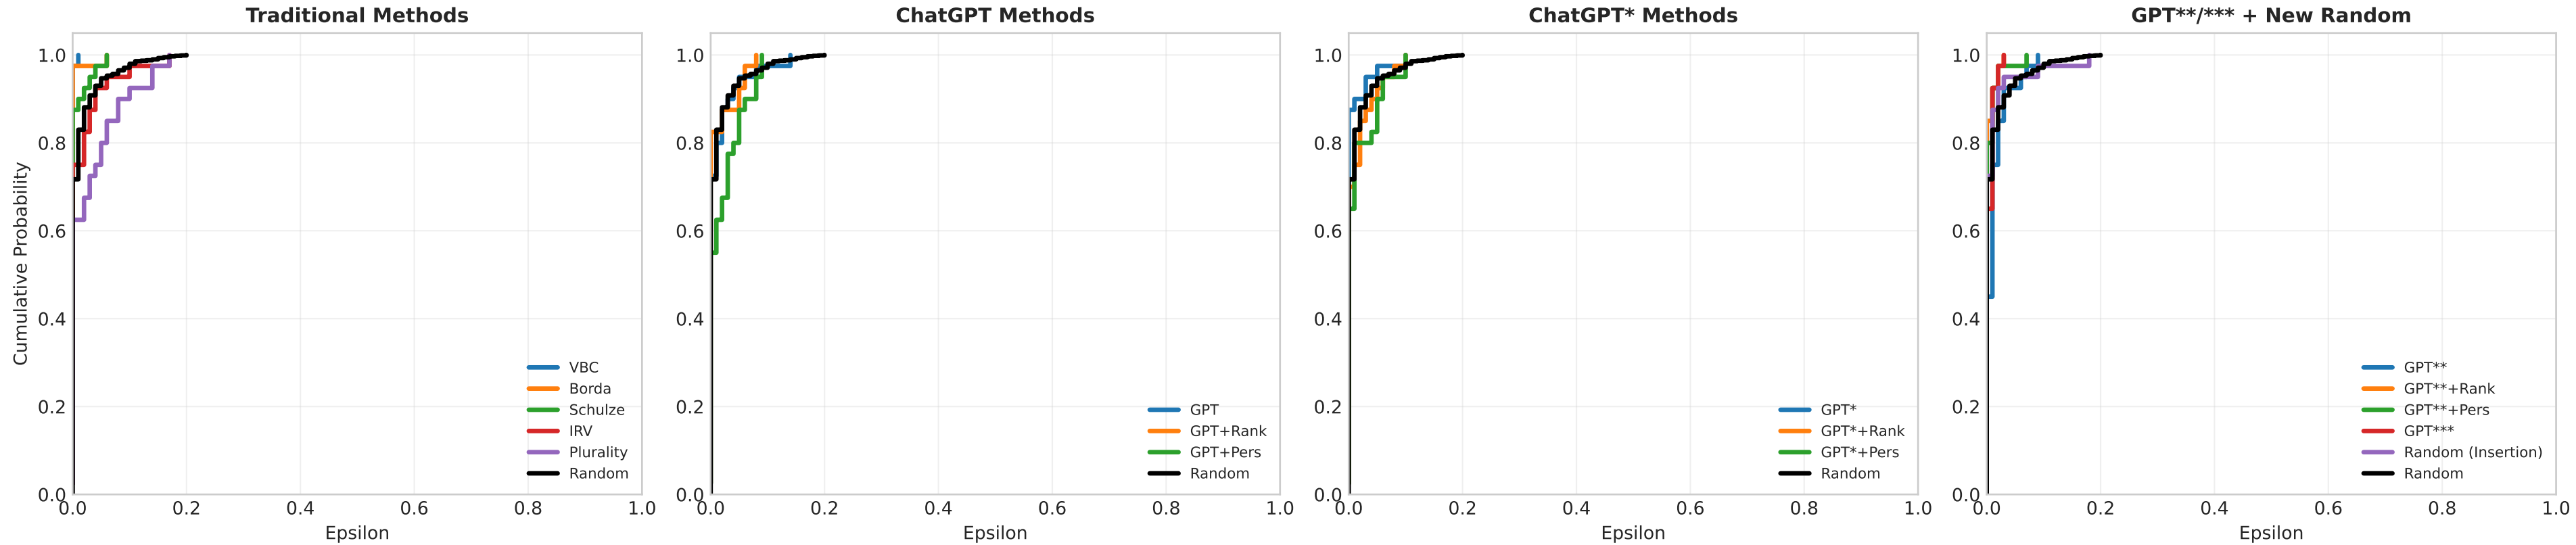 Traditional Methods
Cumulative Probability
1.0
0.8
0.6
0.4
0.2
0.0
0.0 0.2 0.4 0.6 0.8 1.0
Epsilon
VBC
Borda
Schulze
IRV
Plurality
Random
ChatGPT Methods
1.0
0.8
0.6
0.4
0.2
0.0
0.0 0.2 0.4 0.6 0.8 1.0
Epsilon
GPT
GPT+Rank
GPT+Pers
Random
ChatGPT* Methods
1.0
0.8
0.6
0.4
0.2
0.0
0.0 0.2 0.4 0.6 0.8 1.0
Epsilon
GPT*
GPT*+Rank
GPT*+Pers
Random
GPT**/*** + New Random
1.0
0.8
0.6
0.4
0.2
0.0
0.0 0.2 0.4 0.6 0.8 1.0
Epsilon
GPT**
GPT**+Rank
GPT**+Pers
GPT***
Random (Insertion)
Random